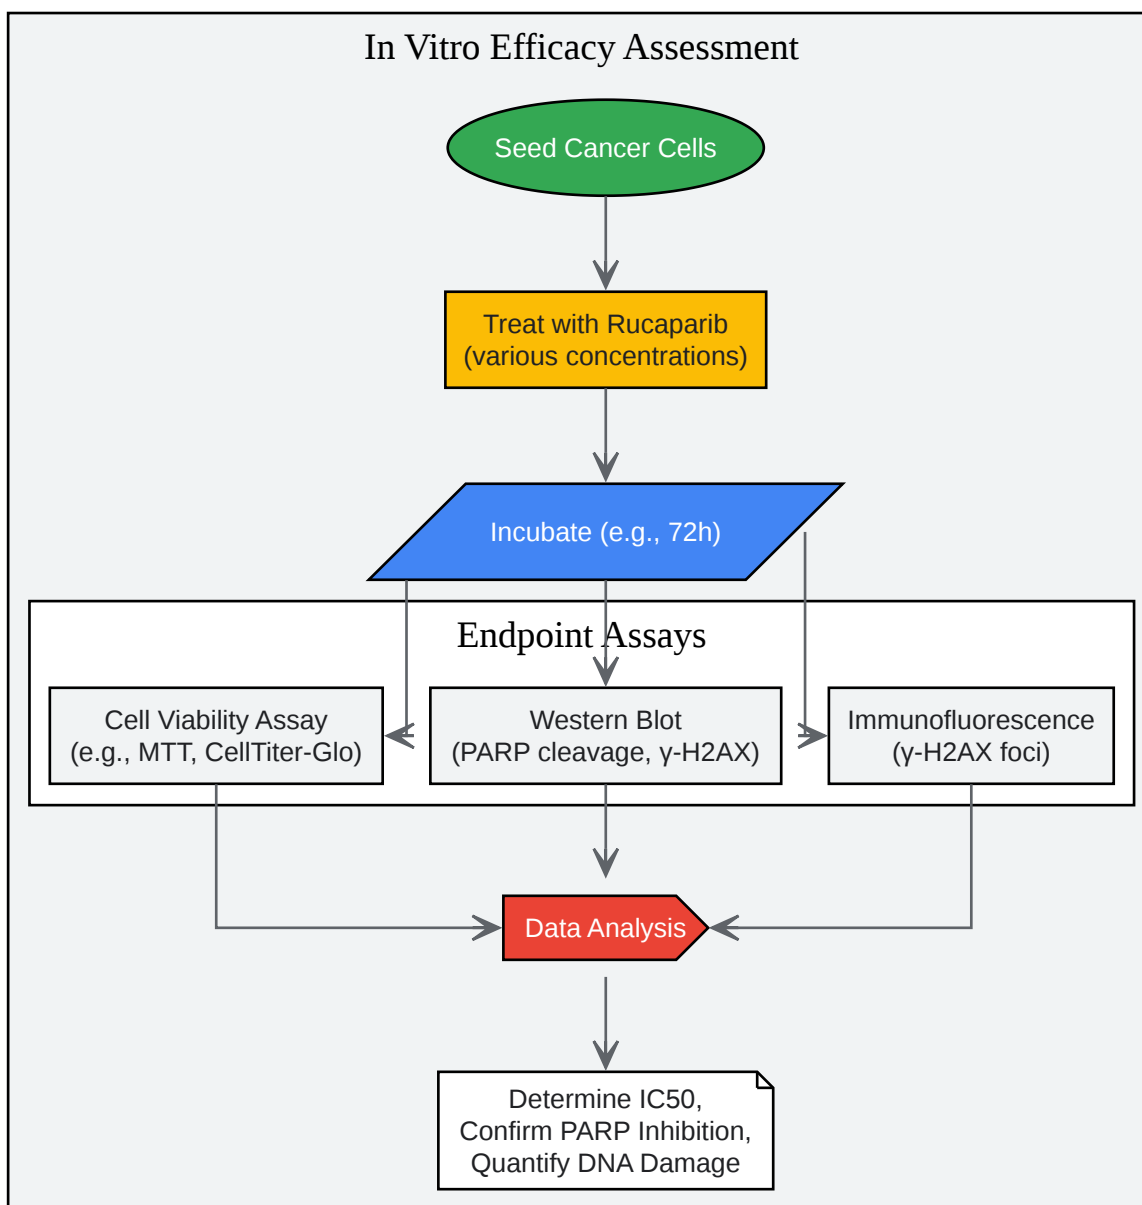 In Vitro Efficacy Assessment
Seed Cancer Cells
Treat with Rucaparib
(various concentrations)
Incubate (e.g., 72h)
Endpoint Assays
Cell Viability Assay
(e.g., MTT, CellTiter-Glo)
Western Blot
(PARP cleavage, γ-H2AX)
Immunofluorescence
(γ-H2AX foci)
Data Analysis
Determine IC50,
Confirm PARP Inhibition,
Quantify DNA Damage